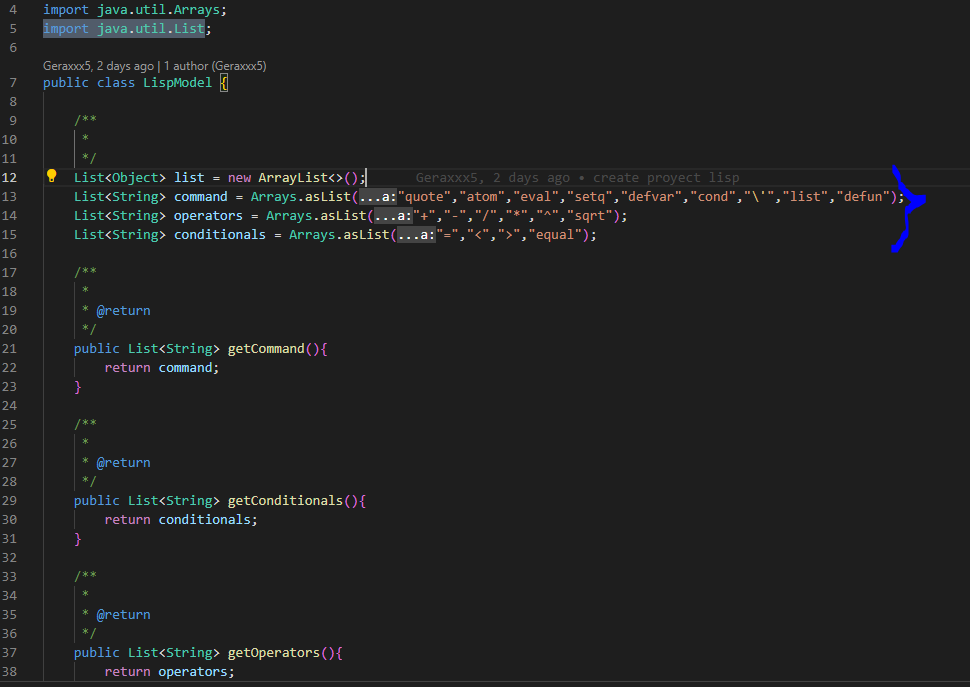 4 import java.util.Arrays;
5 import java.util.List;
6
Geraxxx5, 2 days ago | 1 author (Geraxxx5)
7 public class LispModel {
8
9 /**
10 *
11 */
12 List<Object> list = new ArrayList<>(); Geraxxx5, 2 days ago • create proyect lisp
13 List<String> command = Arrays.asList(...a:"quote","atom","eval","setq","defvar","cond","\'","list","defun");
14 List<String> operators = Arrays.asList(...a:"+","-","/","*","^","sqrt");
15 List<String> conditionals = Arrays.asList(...a:"=","<",">","equal");
16
17 /**
18 *
19 * @return
20 */
21 public List<String> getCommand(){
22 return command;
23 }
24
25 /**
26 *
27 * @return
28 */
29 public List<String> getConditionals(){
30 return conditionals;
31 }
32
33 /**
34 *
35 * @return
36 */
37 public List<String> getOperators(){
38 return operators;